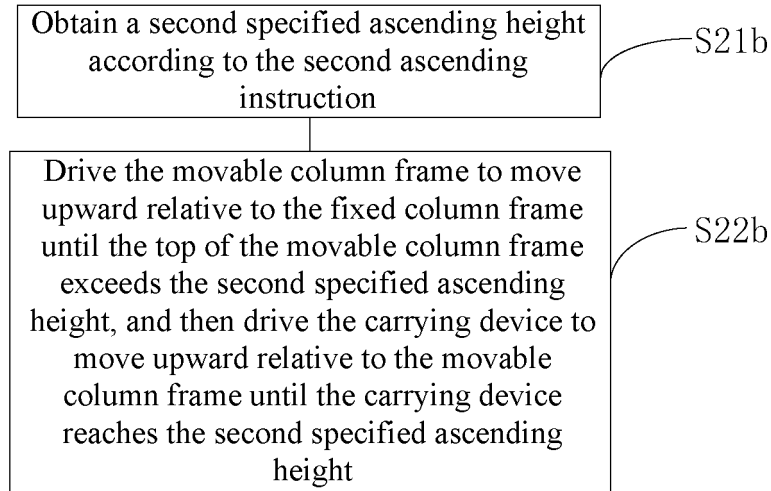 Obtain a second specified ascending height
according to the second ascending
instruction
S21b
Drive the movable column frame to move
upward relative to the fixed column frame
until the top of the movable column frame
exceeds the second specified ascending
height, and then drive the carrying device to
move upward relative to the movable
column frame until the carrying device
reaches the second specified ascending
height
S22b